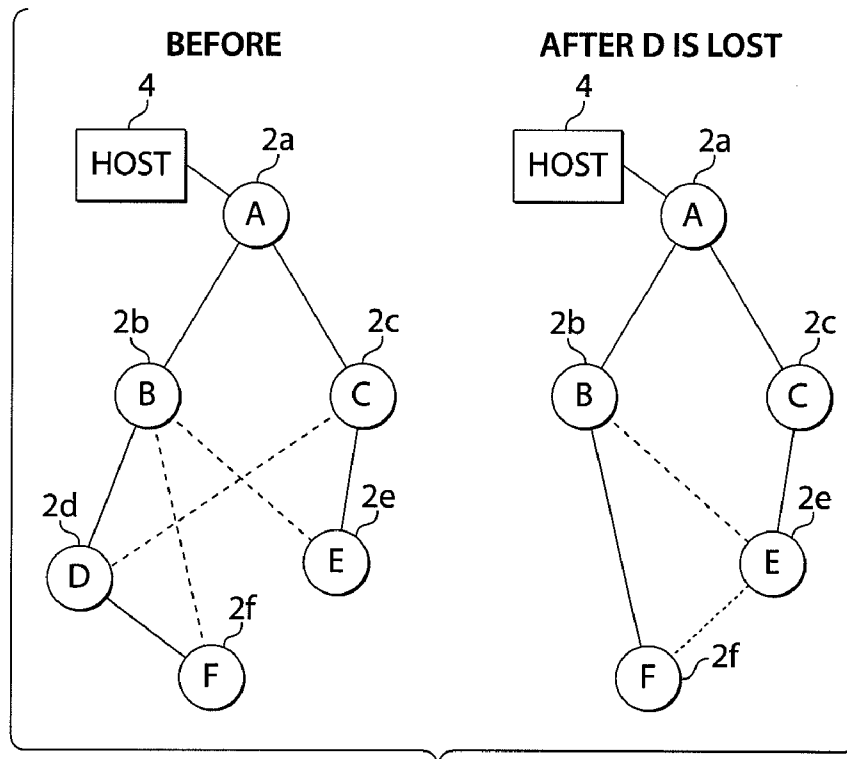 BEFORE
4
HOST
2a
A
2b
2c
B
C
2d
2e
D
E
2f
F
AFTER D IS LOST
4
HOST
2a
A
2b
2c
B
C
2e
E
F
2f